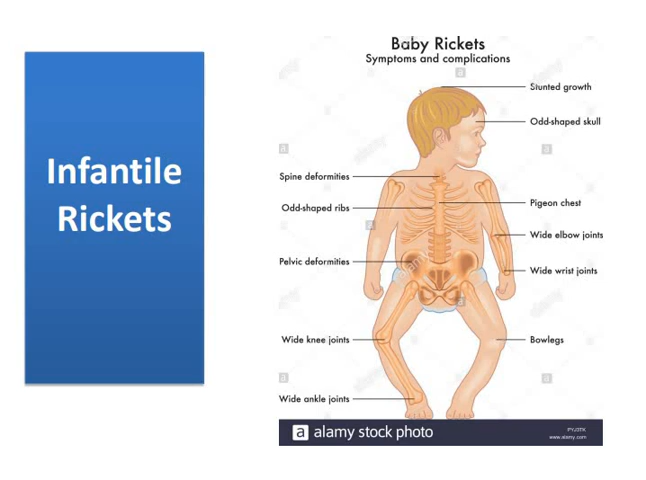 Infantile
Rickets
Baby Rickets
Symptoms and complications
Stunted growth
Odd-shaped skull
Spine deformities
Pigeon chest
Odd-shaped ribs
Wide elbow joints
Pelvic deformities
Wide wrist joints
Wide knee joints
Bowlegs
Wide ankle joints
a alamy stock photo
www.alamy.com